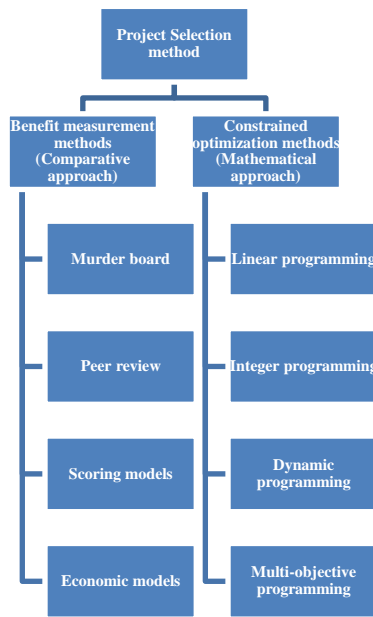 Project Selection
method
Benefit measurement
methods
(Comparative
approach)
Constrained
optimization methods
(Mathematical
approach)
Murder board
Peer review
Scoring models
Economic models
Linear programming
Integer programming
Dynamic
programming
Multi-objective
programming